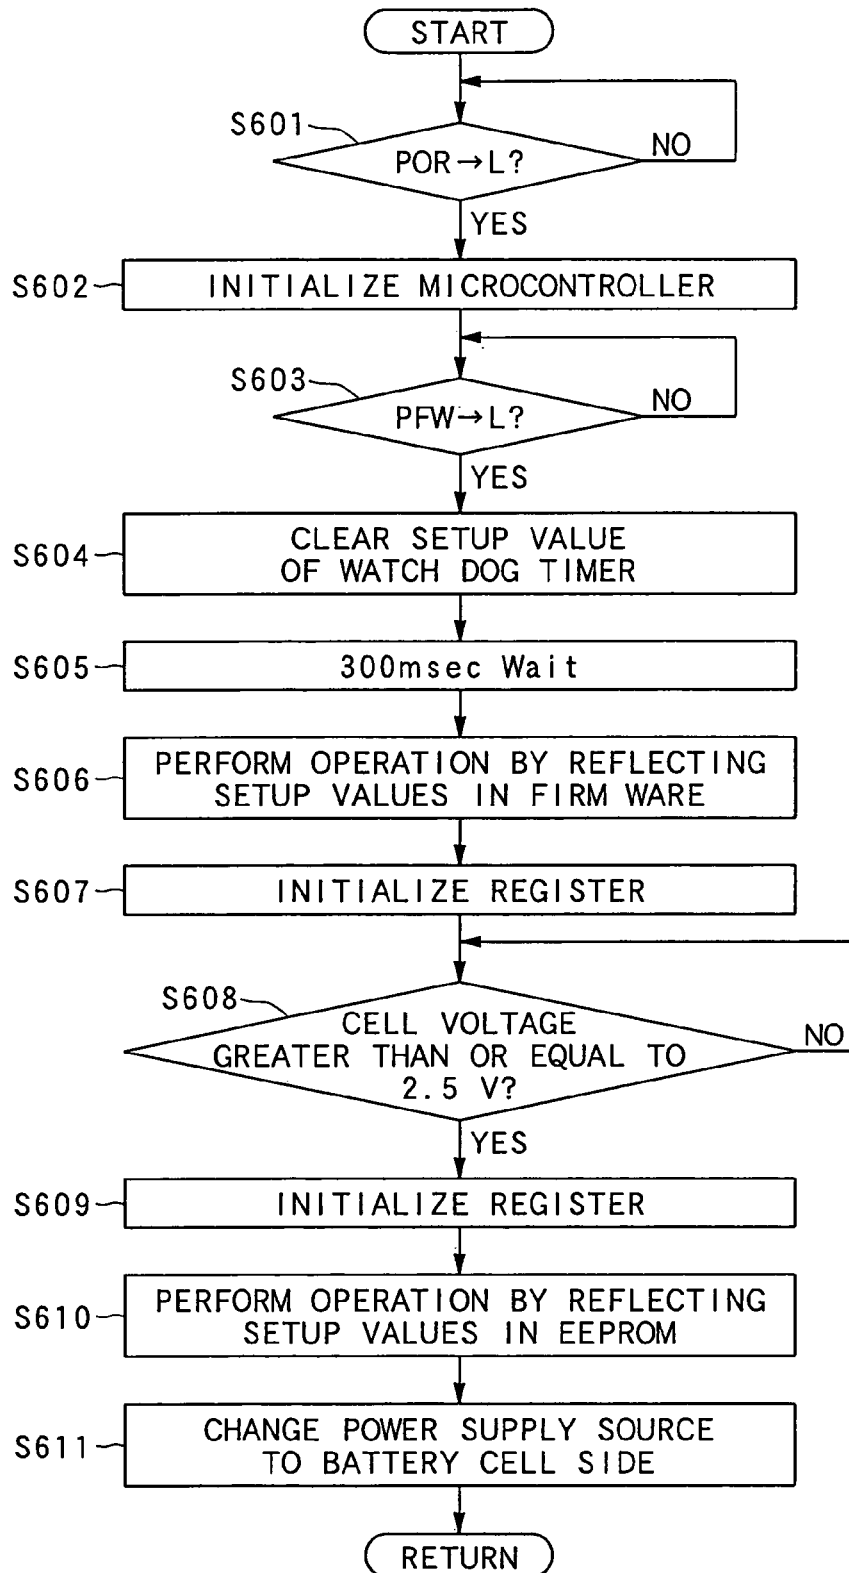 START
S601
POR→L?
NO
YES
S602
INITIALIZE MICROCONTROLLER
S603
PFW→L?
NO
YES
S604
CLEAR SETUP VALUE
OF WATCH DOG TIMER
S605
300msec Wait
S606
PERFORM OPERATION BY REFLECTING
SETUP VALUES IN FIRM WARE
S607
INITIALIZE REGISTER
S608
CELL VOLTAGE
GREATER THAN OR EQUAL TO
2.5 V?
NO
YES
S609
INITIALIZE REGISTER
S610
PERFORM OPERATION BY REFLECTING
SETUP VALUES IN EEPROM
S611
CHANGE POWER SUPPLY SOURCE
TO BATTERY CELL SIDE
RETURN